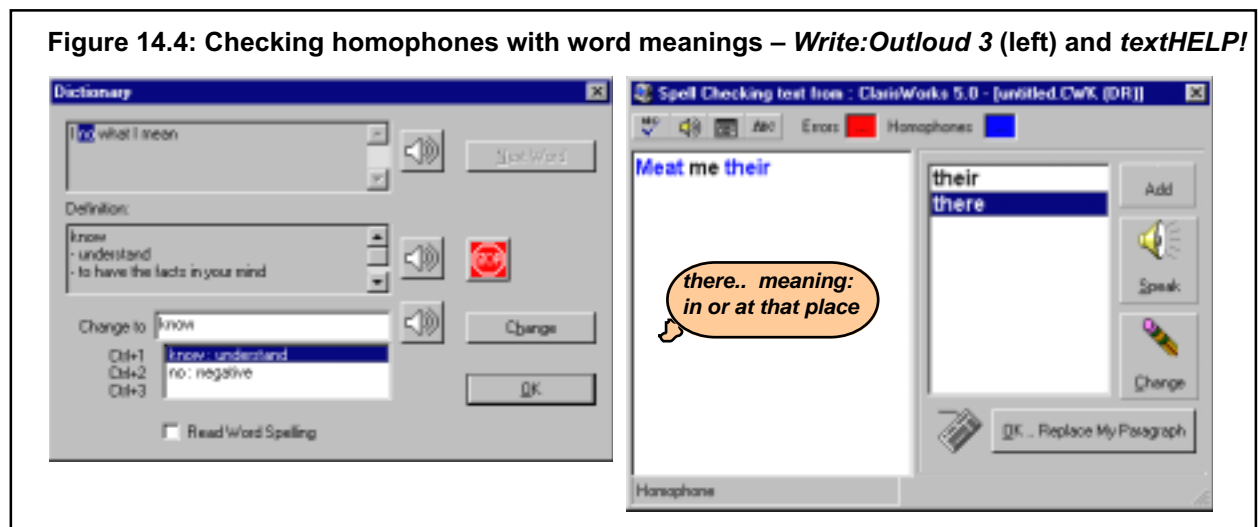 Figure 14.4: Checking homophones with word meanings – Write:Outloud 3 (left) and textHELP!
Dictionary
I no what I mean
Next Word
Definition:
know
- understand
- to have the facts in your mind
STOP
Change to know
Change
Ctrl+1 know : understand
Ctrl+2 no : negative
Ctrl+3
OK
Read Word Spelling
Spell Checking text from : ClarisWorks 5.0 - [untitled.CWK (DR)]
ABC Errors Homophones
Meat me their
their
there
Add
there.. meaning:
in or at that place
Speak
Change
OK .. Replace My Paragraph
Homophone